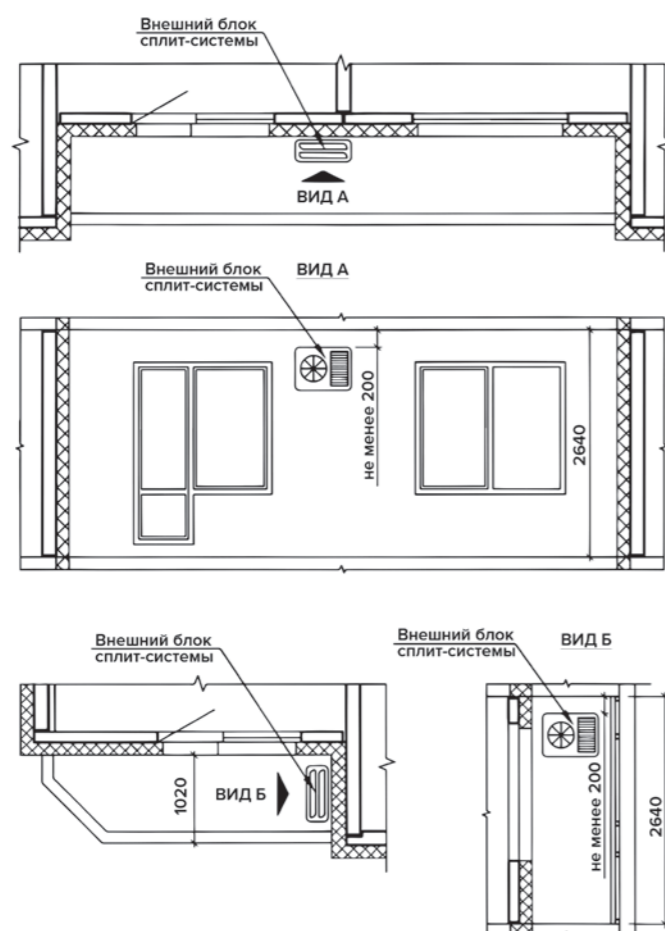 Внешний блок
сплит-системы
ВИД А
Внешний блок
сплит-системы
ВИД А
не менее 200
2640
Внешний блок
сплит-системы
1020
ВИД Б
Внешний блок
сплит-системы
ВИД Б
не менее 200
2640